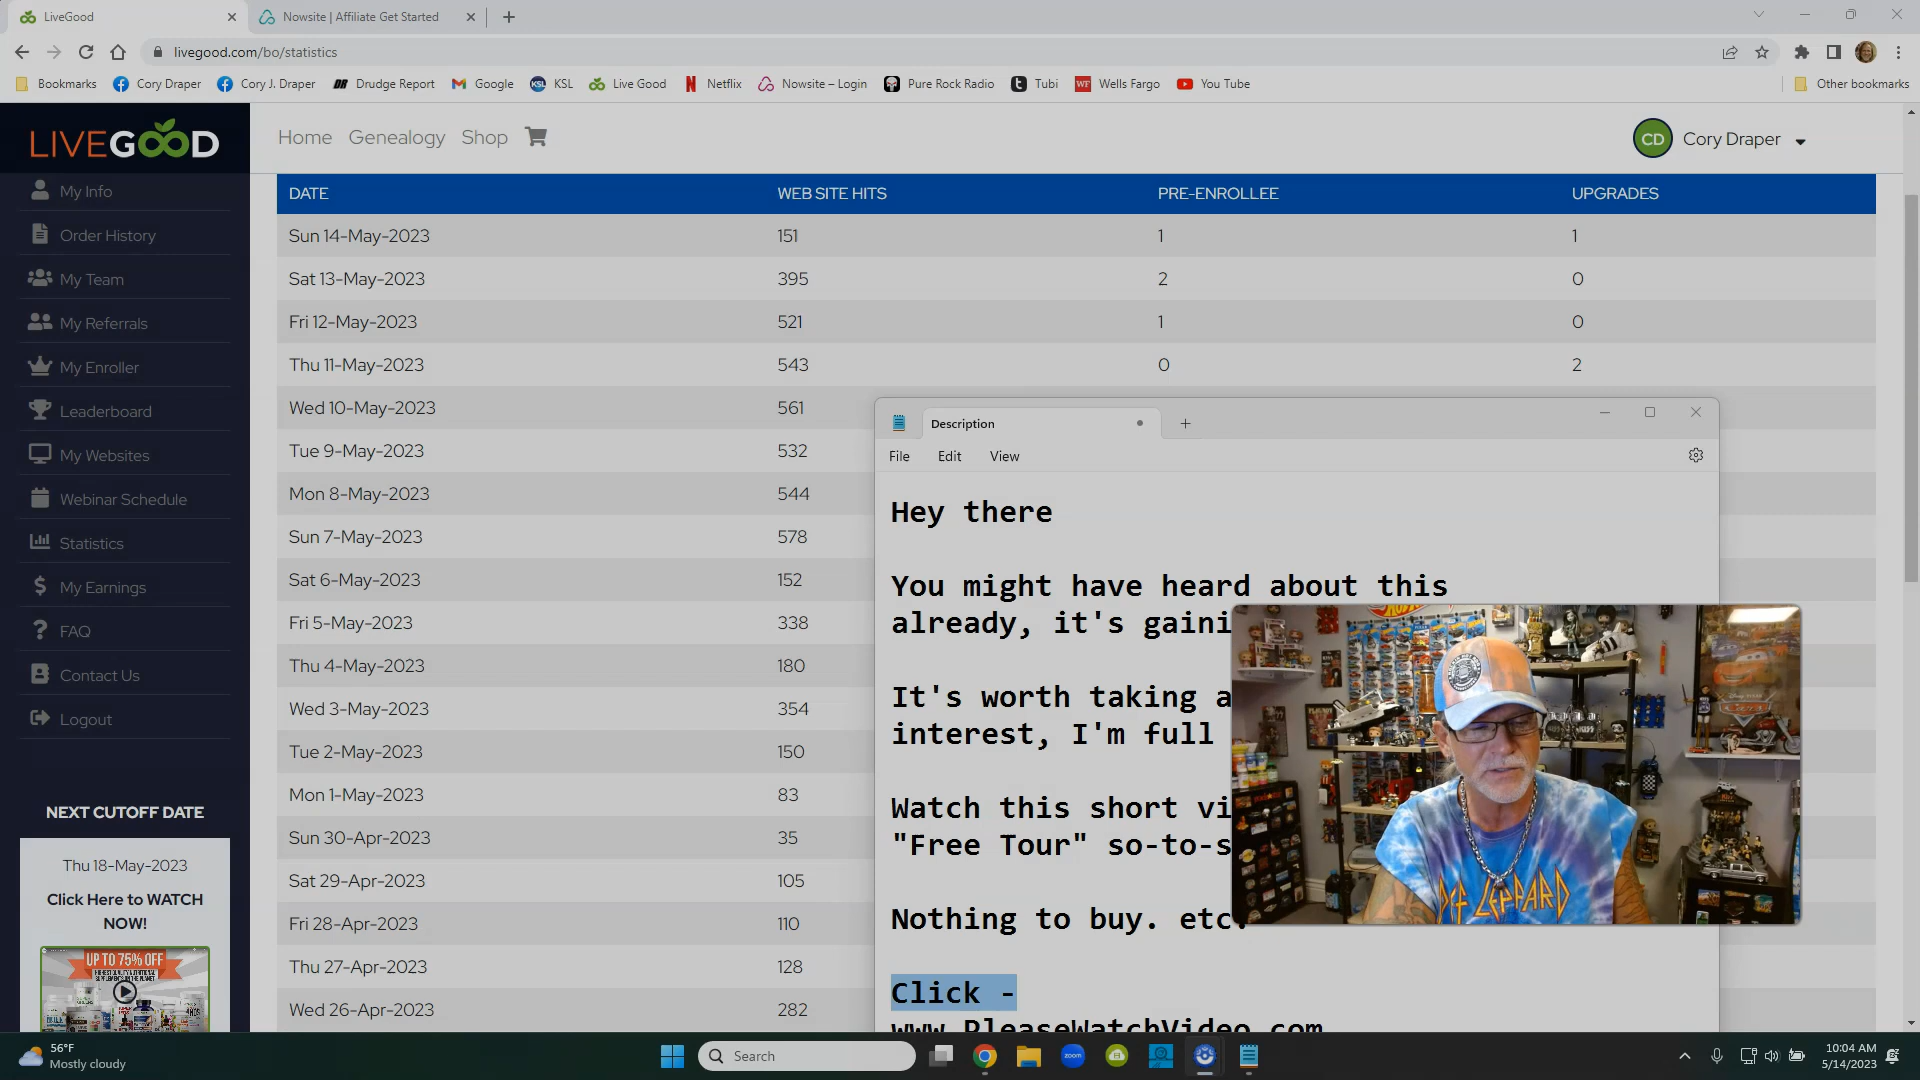 LiveGood
Nowsite | Affiliate Get Started
livegood.com/bo/statistics
Bookmarks
Cory Draper
Cory J. Draper
Drudge Report
Google
KSL
Live Good
Netflix
Nowsite – Login
Pure Rock Radio
Tubi
Wells Fargo
You Tube
Other bookmarks
LIVEGOOD
Home
Genealogy
Shop
CD
Cory Draper
My Info
Order History
My Team
My Referrals
My Enroller
Leaderboard
My Websites
Webinar Schedule
Statistics
My Earnings
FAQ
Contact Us
Logout
NEXT CUTOFF DATE
Thu 18-May-2023
Click Here to WATCH
NOW!
UP TO 75% OFF
DATE WEB SITE HITS PRE-ENROLLEE UPGRADES
Sun 14-May-2023 151 1 1
Sat 13-May-2023 395 2 0
Fri 12-May-2023 521 1 0
Thu 11-May-2023 543 0 2
Wed 10-May-2023 561
Tue 9-May-2023 532
Mon 8-May-2023 544
Sun 7-May-2023 578
Sat 6-May-2023 152
Fri 5-May-2023 338
Thu 4-May-2023 180
Wed 3-May-2023 354
Tue 2-May-2023 150
Mon 1-May-2023 83
Sun 30-Apr-2023 35
Sat 29-Apr-2023 105
Fri 28-Apr-2023 110
Thu 27-Apr-2023 128
Wed 26-Apr-2023 282
Description
File Edit View
Hey there
You might have heard about this
already, it's gaini
It's worth taking a
interest, I'm full
Watch this short vi
"Free Tour" so-to-s
Nothing to buy. etc.
Click -
www.PleaseWatchVideo.com
DEF LEPPARD
56°F
Mostly cloudy
Search
zoom
10:04 AM
5/14/2023